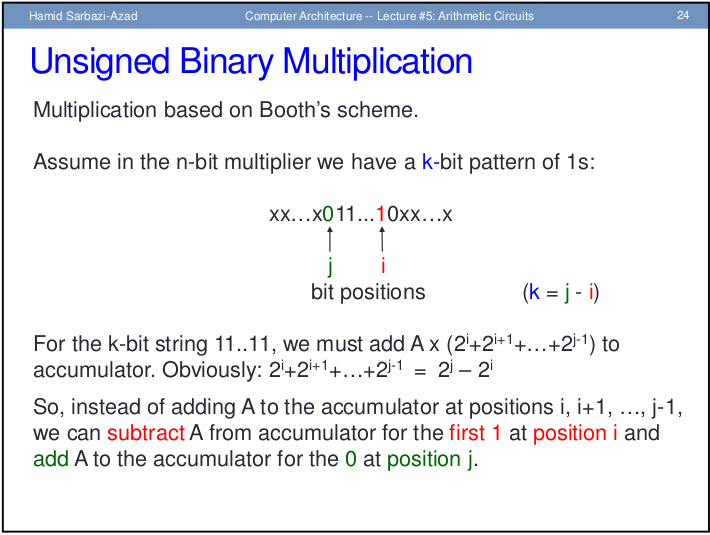 Hamid Sarbazi-Azad Computer Architecture -- Lecture #5: Arithmetic Circuits 24
Unsigned Binary Multiplication
Multiplication based on Booth's scheme.
Assume in the n-bit multiplier we have a k-bit pattern of 1s:
xx…x011...10xx…x
j i
bit positions (k = j - i)
For the k-bit string 11..11, we must add A x (2^i+2^{i+1}+…+2^{j-1}) to
accumulator. Obviously: 2^i+2^{i+1}+…+2^{j-1} = 2^j – 2^i
So, instead of adding A to the accumulator at positions i, i+1, …, j-1,
we can subtract A from accumulator for the first 1 at position i and
add A to the accumulator for the 0 at position j.